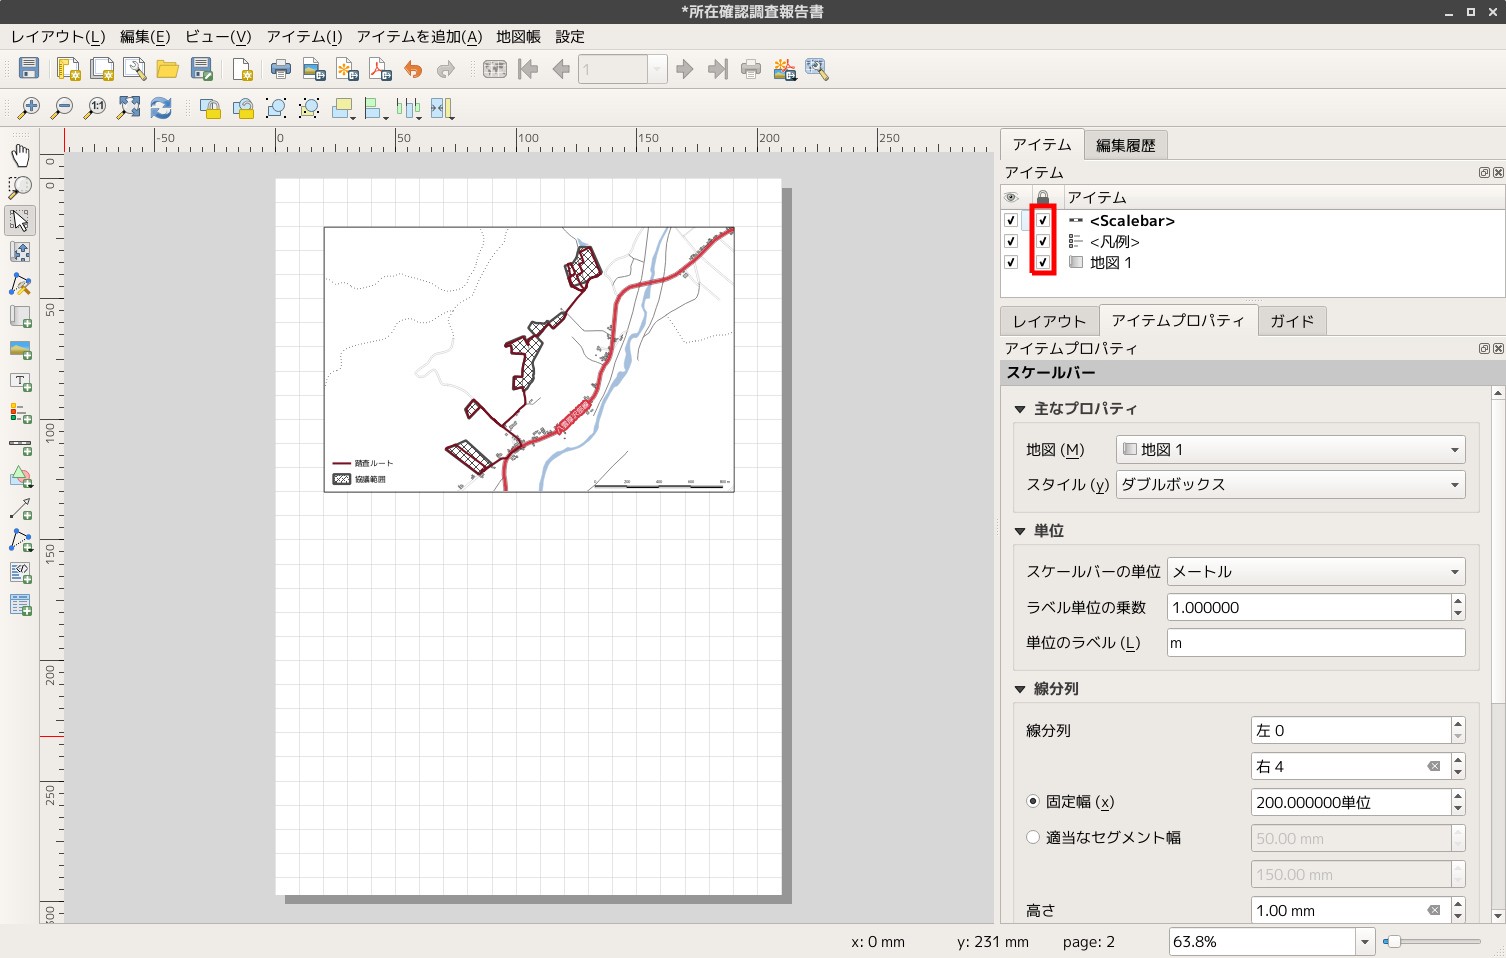 *所在確認調査報告書
レイアウト(L) 編集(E) ビュー(V) アイテム(I) アイテムを追加(A) 地図帳 設定
1
1:1
-50 0 50 100 150 200 250
0
0
50
100
150
200
250
300
調査ルート
協議範囲
0 200 400 600 800 m
アイテム 編集履歴
アイテム
アイテム
<Scalebar>
<凡例>
地図 1
レイアウト アイテムプロパティ ガイド
アイテムプロパティ
スケールバー
主なプロパティ
地図 (M) 地図 1
スタイル (y) ダブルボックス
単位
スケールバーの単位 メートル
ラベル単位の乗数 1.000000
単位のラベル (L) m
線分列
線分列 左 0
右 4
固定幅 (x) 200.000000単位
適当なセグメント幅 50.00 mm
150.00 mm
高さ 1.00 mm
x: 0 mm y: 231 mm page: 2 63.8%